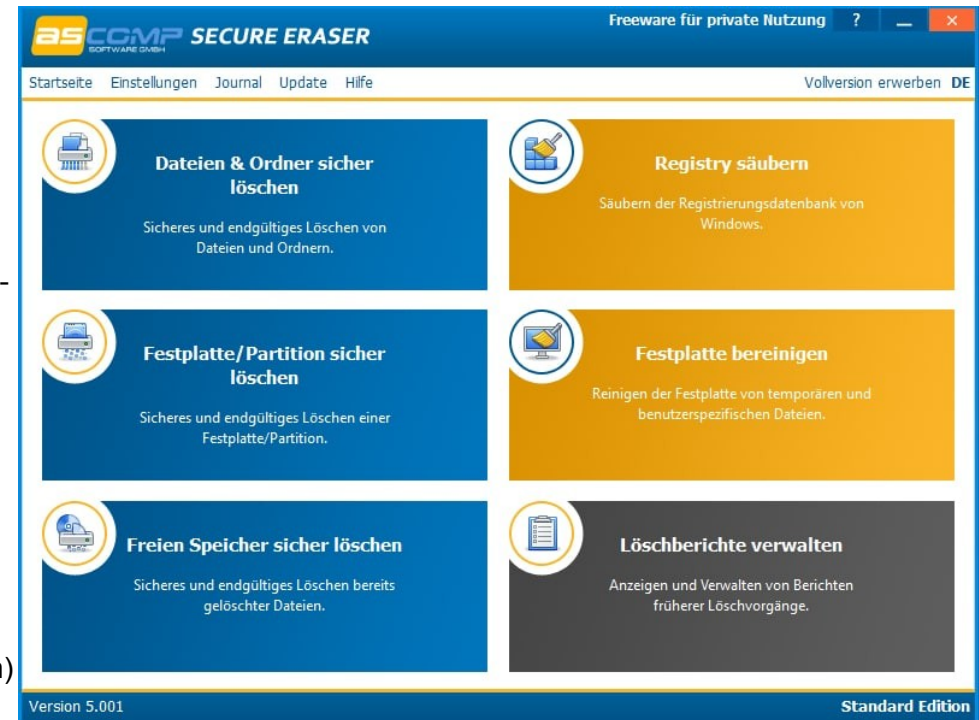 ascomp SECURE ERASER
SOFTWARE GMBH
Freeware für private Nutzung ?
Startseite Einstellungen Journal Update Hilfe
Vollversion erwerben DE
Dateien & Ordner sicher
löschen
Sicheres und endgültiges Löschen von
Dateien und Ordnern.
Registry säubern
Säubern der Registrierungsdatenbank von
Windows.
-
Festplatte/Partition sicher
löschen
Sicheres und endgültiges Löschen einer
Festplatte/Partition.
Festplatte bereinigen
Reinigen der Festplatte von temporären und
benutzerspezifischen Dateien.
Freien Speicher sicher löschen
Sicheres und endgültiges Löschen bereits
gelöschter Dateien.
Löschberichte verwalten
Anzeigen und Verwalten von Berichten
früherer Löschvorgänge.
)
Version 5.001
Standard Edition